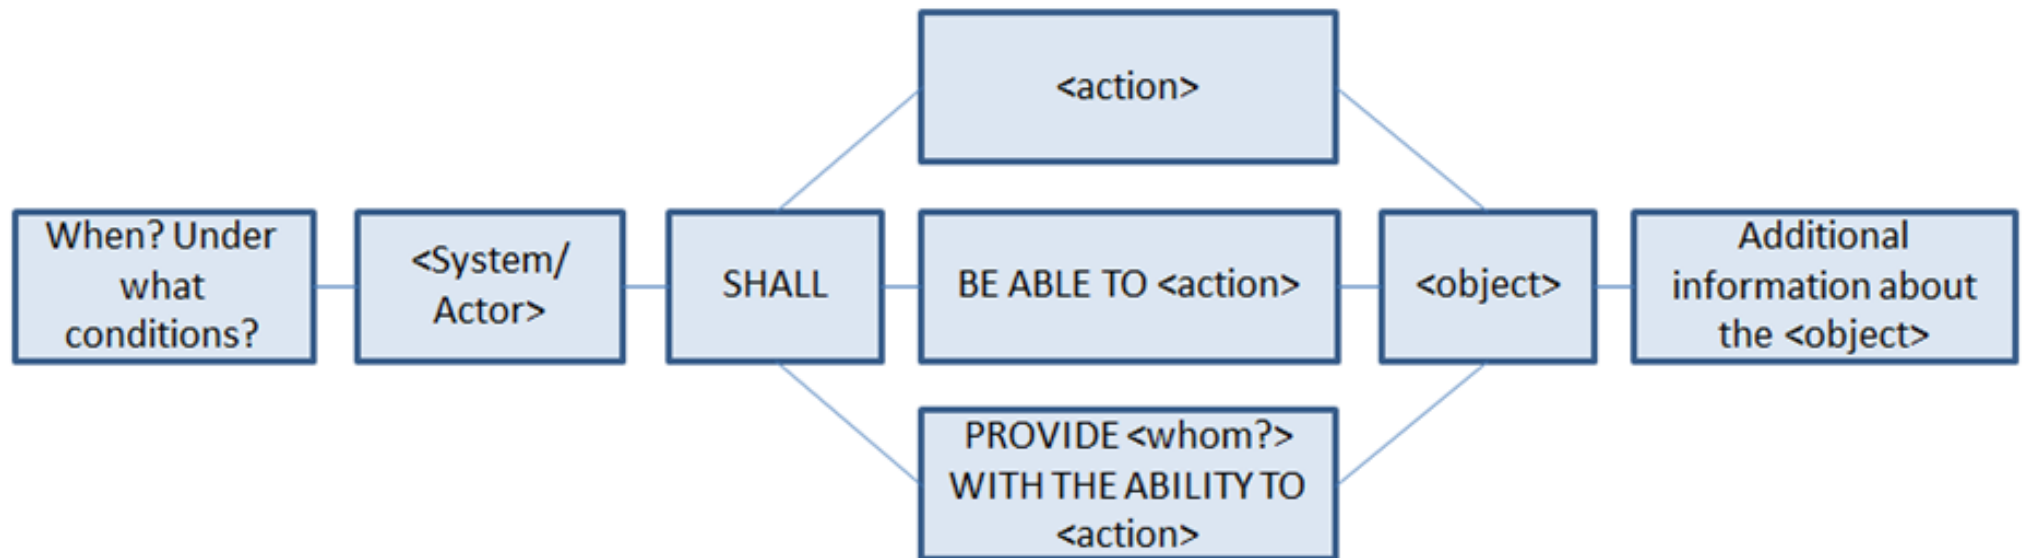 <action>
When? Under
what
conditions?
<System/
Actor>
SHALL
BE ABLE TO <action>
<object>
Additional
information about
the <object>
PROVIDE <whom?>
WITH THE ABILITY TO
<action>